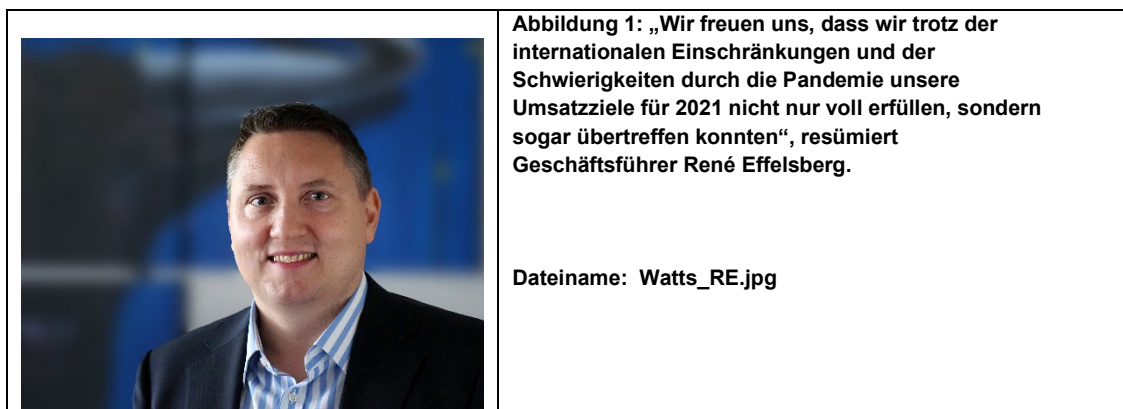 Abbildung 1: „Wir freuen uns, dass wir trotz der
internationalen Einschränkungen und der
Schwierigkeiten durch die Pandemie unsere
Umsatzziele für 2021 nicht nur voll erfüllen, sondern
sogar übertreffen konnten“, resümiert
Geschäftsführer René Effelsberg.
Dateiname:  Watts_RE.jpg